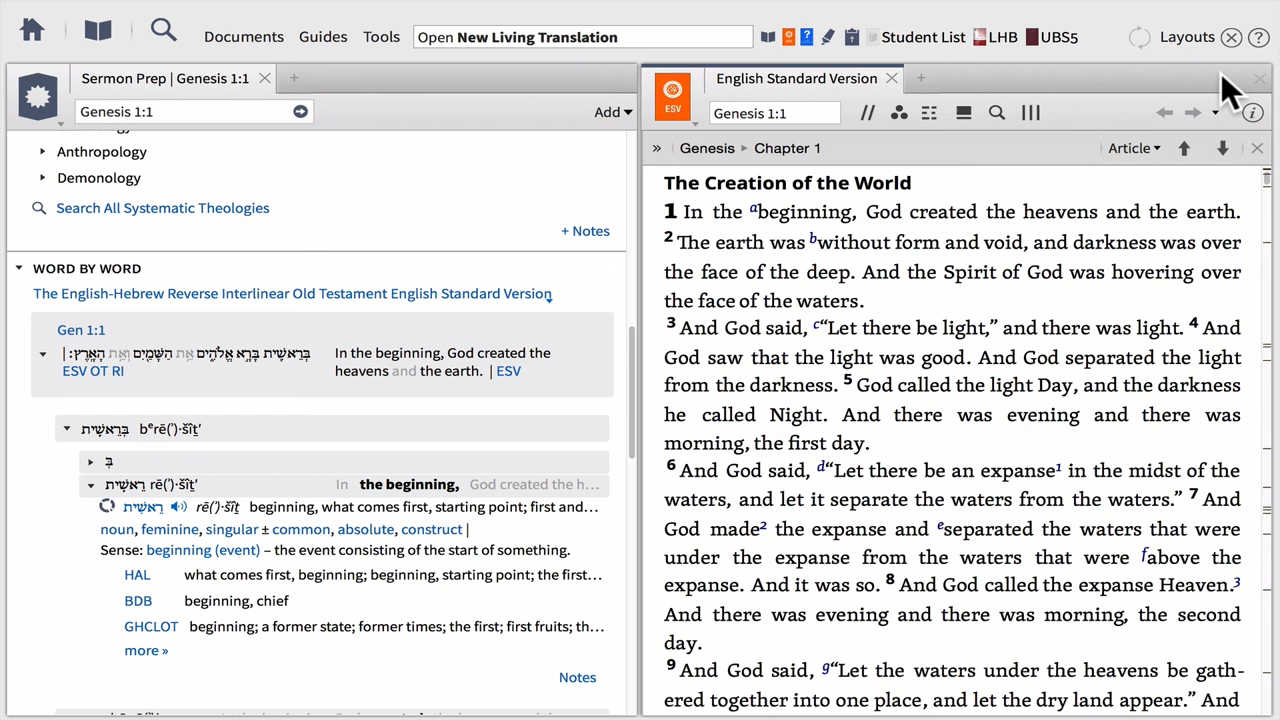 Documents Guides Tools Open New Living Translation Student List LHB UBS5 Layouts
Sermon Prep | Genesis 1:1
Genesis 1:1 Add
Anthropology
Demonology
Search All Systematic Theologies
+ Notes
WORD BY WORD
The English-Hebrew Reverse Interlinear Old Testament English Standard Version
Gen 1:1
בְּרֵאשִׁ֖ית בָּרָ֣א אֱלֹהִ֑ים אֵ֥ת הַשָּׁמַ֖יִם וְאֵ֥ת הָאָֽרֶץ׃ |
ESV OT RI
In the beginning, God created the
heavens and the earth. | ESV
בְּרֵאשִׁ֖ית bᵉrē(ʾ)·šîṯʹ
בְּ
רֵאשִׁ֖ית rē(ʾ)·šîṯʹ In the beginning, God created the h…
רֵאשִׁית rē(ʾ)·šîṯ beginning, what comes first, starting point; first and…
noun, feminine, singular ± common, absolute, construct |
Sense: beginning (event) – the event consisting of the start of something.
HAL what comes first, beginning; beginning, starting point; the first…
BDB beginning, chief
GHCLOT beginning; a former state; former times; the first; first fruits; th…
more »
Notes
English Standard Version
ESV
Genesis 1:1
» Genesis Chapter 1 Article
The Creation of the World
1 In the abeginning, God created the heavens and the earth.
2 The earth was bwithout form and void, and darkness was over
the face of the deep. And the Spirit of God was hovering over
the face of the waters.
3 And God said, c“Let there be light,” and there was light. 4 And
God saw that the light was good. And God separated the light
from the darkness. 5 God called the light Day, and the darkness
he called Night. And there was evening and there was
morning, the first day.
6 And God said, d“Let there be an expanse1 in the midst of the
waters, and let it separate the waters from the waters.” 7 And
God made2 the expanse and eseparated the waters that were
under the expanse from the waters that were fabove the
expanse. And it was so. 8 And God called the expanse Heaven.3
And there was evening and there was morning, the second
day.
9 And God said, g“Let the waters under the heavens be gath-
ered together into one place, and let the dry land appear.” And